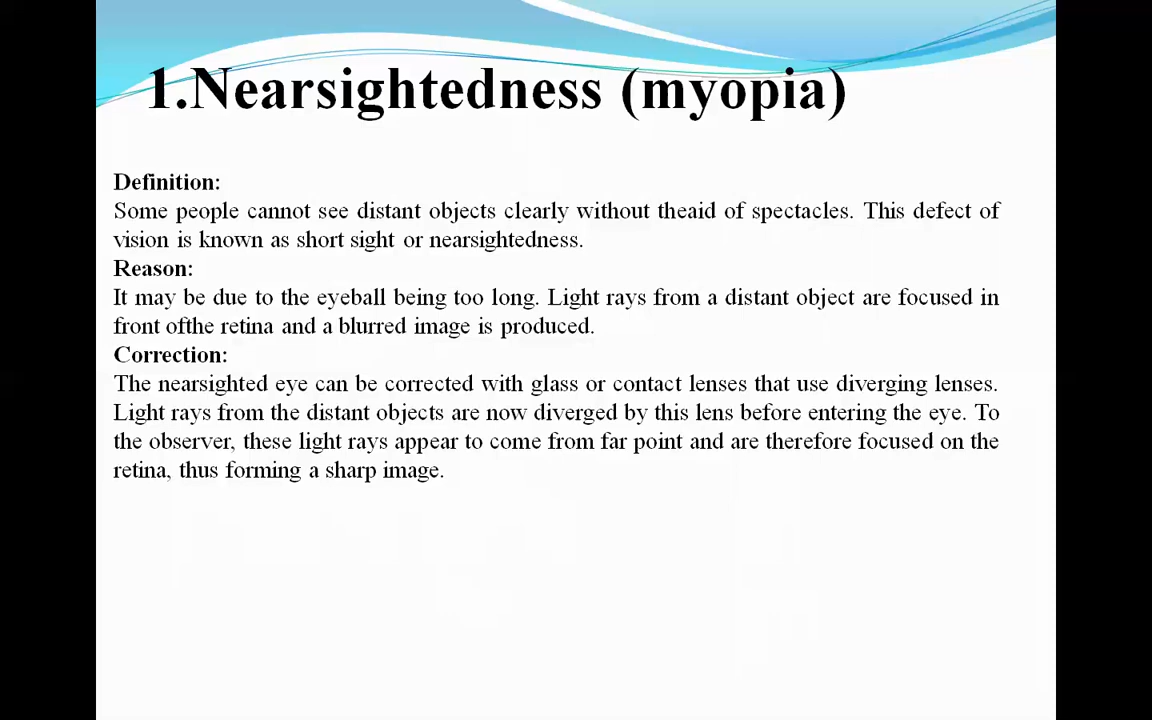 1.Nearsightedness (myopia)
Definition:
Some people cannot see distant objects clearly without theaid of spectacles. This defect of
vision is known as short sight or nearsightedness.
Reason:
It may be due to the eyeball being too long. Light rays from a distant object are focused in
front ofthe retina and a blurred image is produced.
Correction:
The nearsighted eye can be corrected with glass or contact lenses that use diverging lenses.
Light rays from the distant objects are now diverged by this lens before entering the eye. To
the observer, these light rays appear to come from far point and are therefore focused on the
retina, thus forming a sharp image.